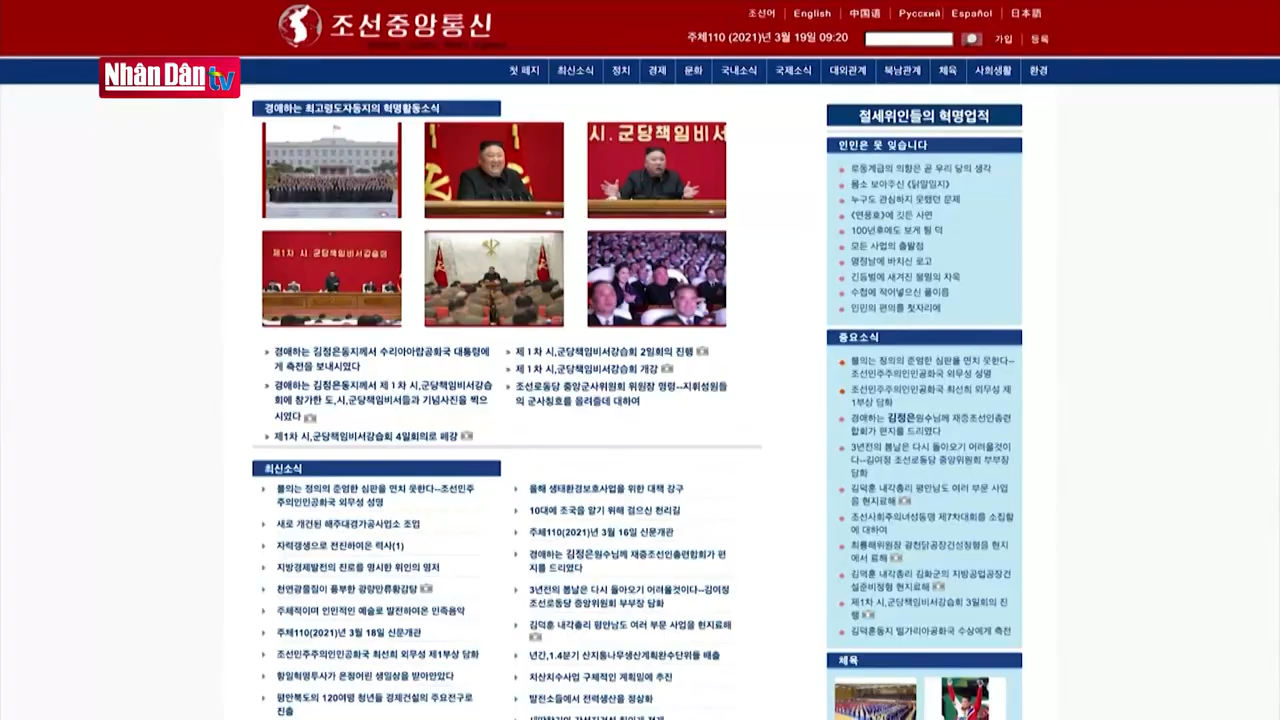 조선중앙통신
조선어 English 中国语 Русский Español 日本語
주체110 (2021)년 3월 19일 09:20
가입 등록
Nhân Dân tv
첫 페지 최신소식 정치 경제 문화 국내소식 국제소식 대외관계 북남관계 체육 사회생활 환경
경애하는 최고령도자동지의 혁명활동소식
시.군당책임비서
제1차 시.군당책임비서강습회
경애하는 김정은동지께서 수리아아랍공화국 대통령에
게 축전을 보내시였다
경애하는 김정은동지께서 제 1 차 시,군당책임비서강습
회에 참가한 도,시,군당책임비서들과 기념사진을 찍으
시였다
제1차 시,군당책임비서강습회 4일회의로 페강
제 1 차 시,군당책임비서강습회 2일회의 진행
제 1 차 시,군당책임비서강습회 개강
조선로동당 중앙군사위원회 위원장 명령--지휘성원들
의 군사칭호를 올려줄데 대하여
최신소식
불의는 정의의 준엄한 심판을 면치 못한다--조선민주
주의인민공화국 외무성 성명
새로 개건된 해주대경가공사업소 조업
자력갱생으로 전진하여온 력사(1)
지방경제발전의 진로를 명시한 위인의 명저
천연광물질이 풍부한 광량만류황감탕
주체적이며 인민적인 예술로 발전하여온 민족음악
주체110(2021)년 3월 18일 신문개관
조선민주주의인민공화국 최선희 외무성 제1부상 담화
항일혁명투사가 은정어린 생일상을 받아안았다
평안북도의 120여명 청년들 경제건설의 주요전구로
진출
올해 생태환경보호사업을 위한 대책 강구
10대에 조국을 알기 위해 걸으신 천리길
주체110(2021)년 3월 16일 신문개관
경애하는 김정은원수님께 재중조선인총련합회가 편
지를 드리였다
3년전의 봄날은 다시 돌아오기 어려울것이다--김여정
조선로동당 중앙위원회 부부장 담화
김덕훈 내각총리 평안남도 여러 부문 사업을 현지료해
년간,1.4분기 산지통나무생산계획완수단위들 배출
치산치수사업 구체적인 계획밑에 추진
발전소들에서 전력생산을 정상화
절세위인들의 혁명업적
인민은 못 잊습니다
로동계급의 의향은 곧 우리 당의 생각
몸소 보아주신 《닭알일지》
누구도 관심하지 못했던 문제
《연풍호》에 깃든 사연
100년후에도 보게 될 덕
모든 사업의 출발점
명정남에 바치신 로고
긴등벌에 새겨진 불멸의 자욱
수첩에 적어넣으신 풀이름
인민의 편의를 첫자리에
중요소식
불의는 정의의 준엄한 심판을 면치 못한다--
조선민주주의인민공화국 외무성 성명
조선민주주의인민공화국 최선희 외무성 제
1부상 담화
경애하는 김정은원수님께 재중조선인총련
합회가 편지를 드리였다
3년전의 봄날은 다시 돌아오기 어려울것이
다--김여정 조선로동당 중앙위원회 부부장
담화
김덕훈 내각총리 평안남도 여러 부문 사업
을 현지료해
조선사회주의녀성동맹 제7차대회를 소집함
에 대하여
최룡해위원장 광천닭공장건설정형을 현지
에서 료해
김덕훈 내각총리 김화군의 지방공업공장건
설준비정형 현지료해
제1차 시,군당책임비서강습회 3일회의 진
행
김덕훈동지 벌가리아공화국 수상에게 축전
체육